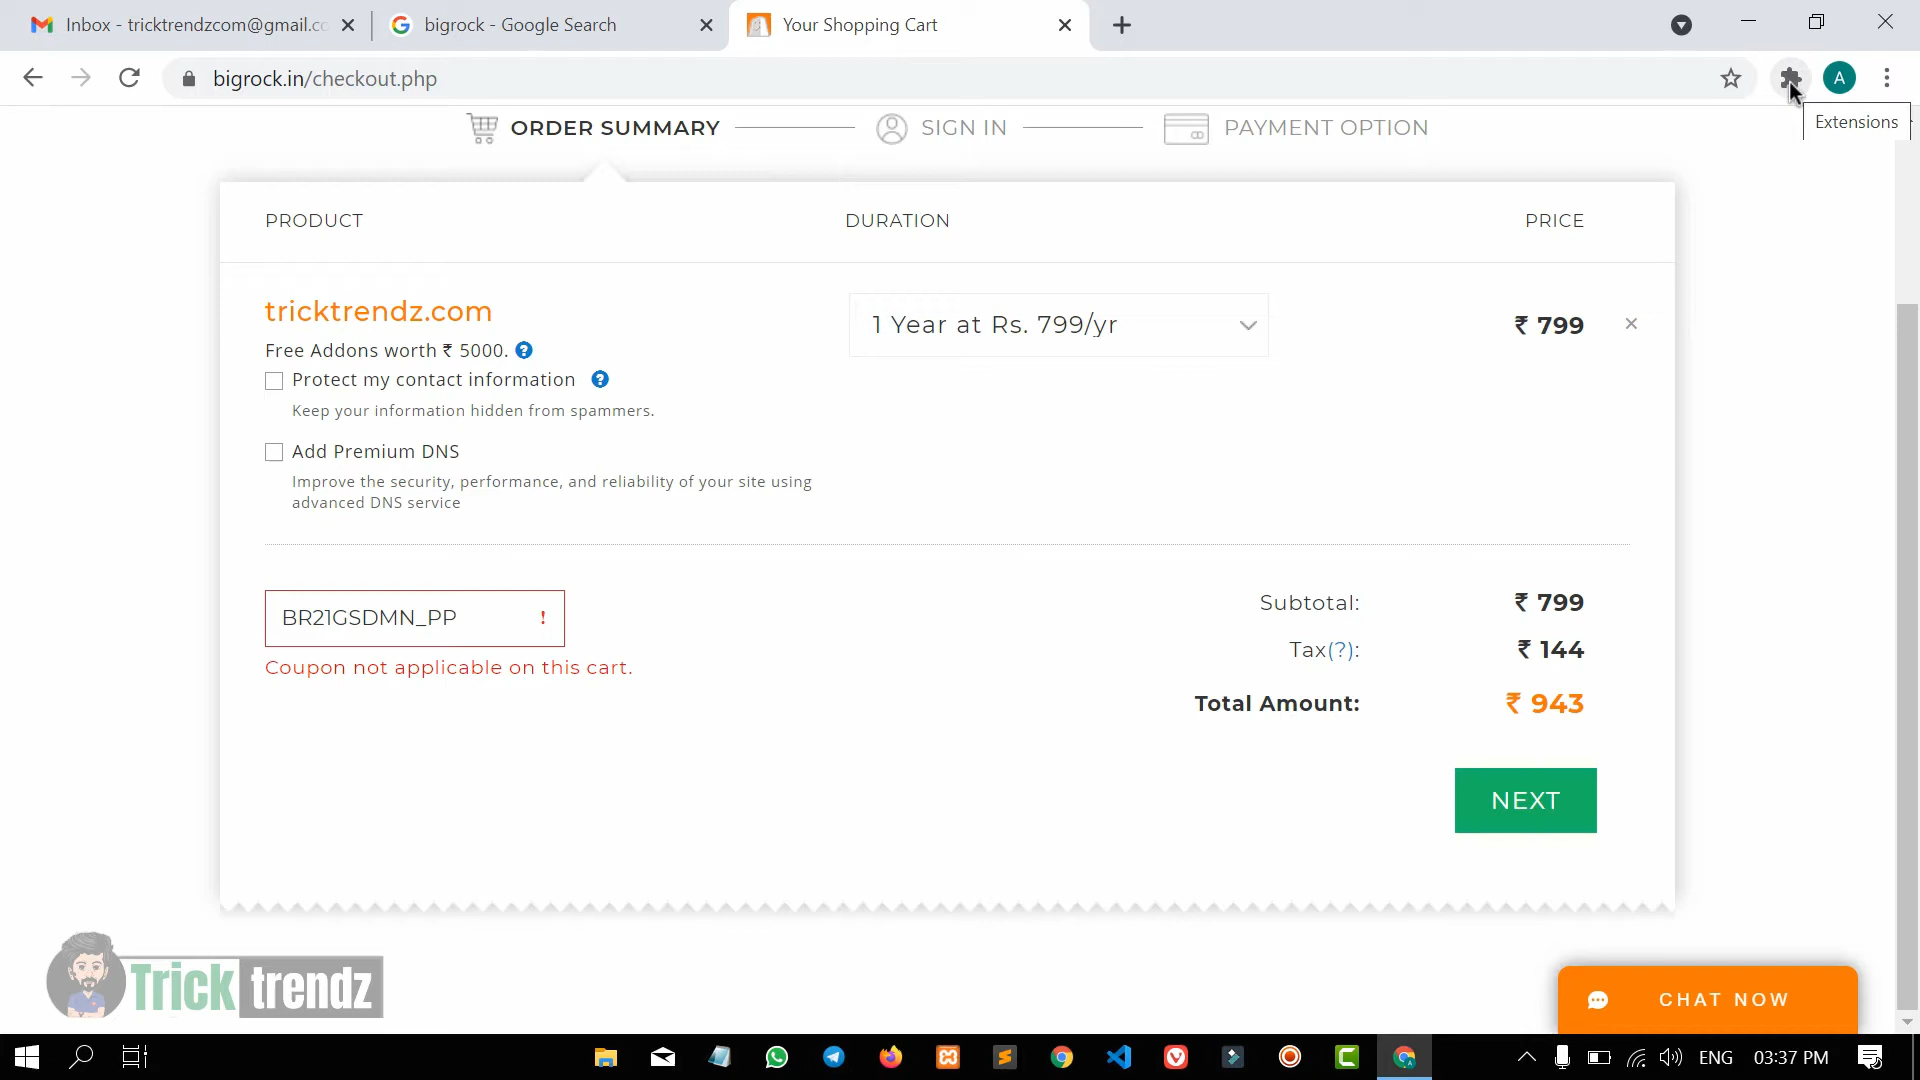 Inbox - tricktrendzcom@gmail.c
bigrock - Google Search
Your Shopping Cart
bigrock.in/checkout.php
A
Extensions
ORDER SUMMARY
SIGN IN
PAYMENT OPTION
PRODUCT
DURATION
PRICE
tricktrendz.com
1 Year at Rs. 799/yr
₹ 799
Free Addons worth ₹ 5000. ?
Protect my contact information ?
Keep your information hidden from spammers.
Add Premium DNS
Improve the security, performance, and reliability of your site using
advanced DNS service
BR21GSDMN_PP !
Coupon not applicable on this cart.
Subtotal: ₹ 799
Tax(?): ₹ 144
Total Amount: ₹ 943
NEXT
Trick trendz
CHAT NOW
ENG
03:37 PM